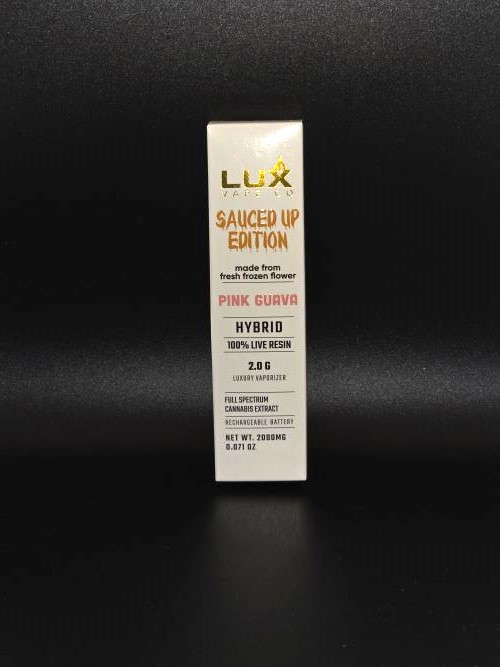 LUX
VAPE CO
SAUCED UP
EDITION
made from
fresh frozen flower
PINK GUAVA
HYBRID
100% LIVE RESIN
2.0 G
LUXURY VAPORIZER
FULL SPECTRUM
CANNABIS EXTRACT
RECHARGEABLE BATTERY
NET WT. 2000MG
0.071 OZ